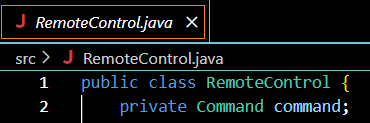 J RemoteControl.java ×
src > J RemoteControl.java
1 public class RemoteControl {
2     private Command command;